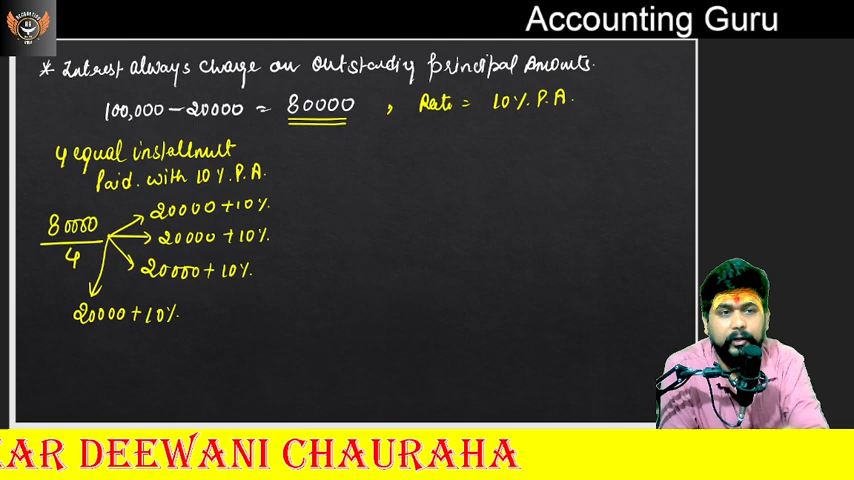 Accounting Guru
* Interest always charge on outstanding principal Amounts.
100,000 – 20000 = 80000 , Rate = 10%. P.A.
4 equal installment
Paid with 10%. P.A.
80000
4
20000 + 10%.
20000 + 10%.
20000 + 10%.
20000 + 10%.
KAR DEEWANI CHAURAHA